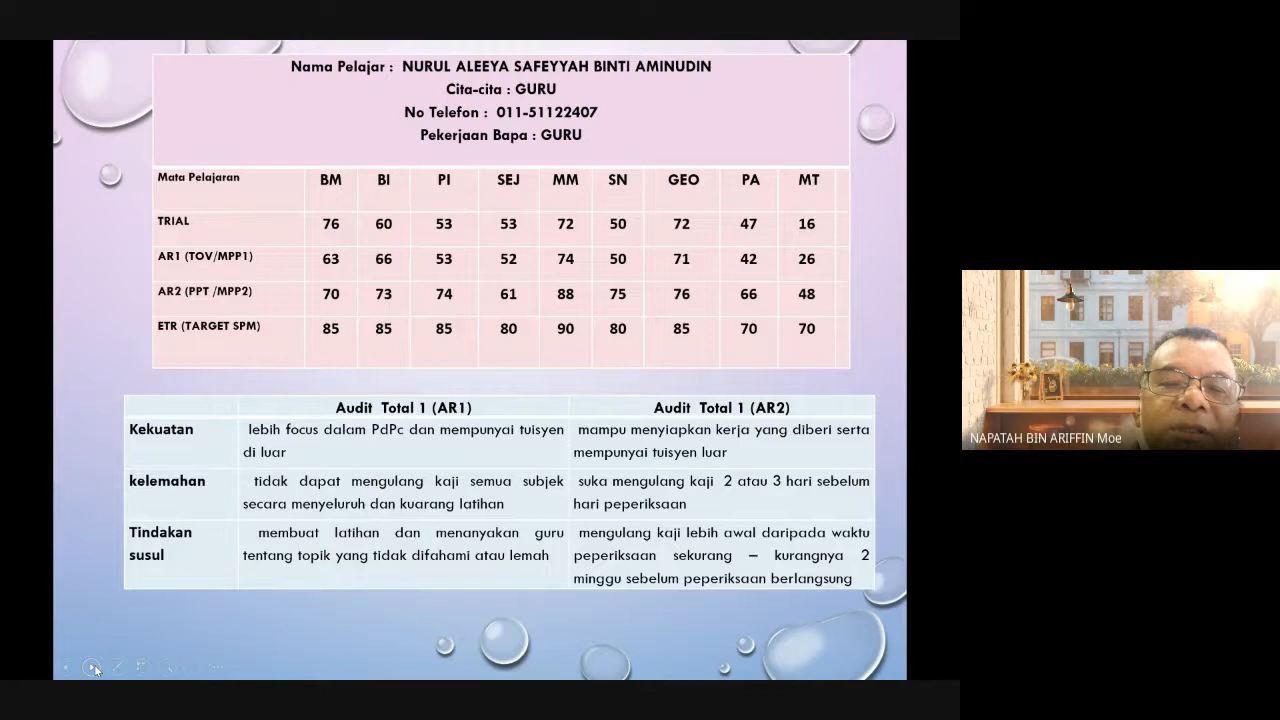 Nama Pelajar : NURUL ALEEYA SAFEYYAH BINTI AMINUDIN
Cita-cita : GURU
No Telefon : 011-51122407
Pekerjaan Bapa : GURU
Mata Pelajaran BM BI PI SEJ MM SN GEO PA MT
TRIAL 76 60 53 53 72 50 72 47 16
AR1 (TOV/MPP1) 63 66 53 52 74 50 71 42 26
AR2 (PPT /MPP2) 70 73 74 61 88 75 76 66 48
ETR (TARGET SPM) 85 85 85 80 90 80 85 70 70
Audit Total 1 (AR1) Audit Total 1 (AR2)
Kekuatan lebih focus dalam PdPc dan mempunyai tuisyen mampu menyiapkan kerja yang diberi serta
di luar mempunyai tuisyen luar
kelemahan tidak dapat mengulang kaji semua subjek suka mengulang kaji 2 atau 3 hari sebelum
secara menyeluruh dan kuarang latihan hari peperiksaan
Tindakan membuat latihan dan menanyakan guru mengulang kaji lebih awal daripada waktu
susul tentang topik yang tidak difahami atau lemah peperiksaan sekurang – kurangnya 2
minggu sebelum peperiksaan berlangsung
NAPATAH BIN ARIFFIN Moe